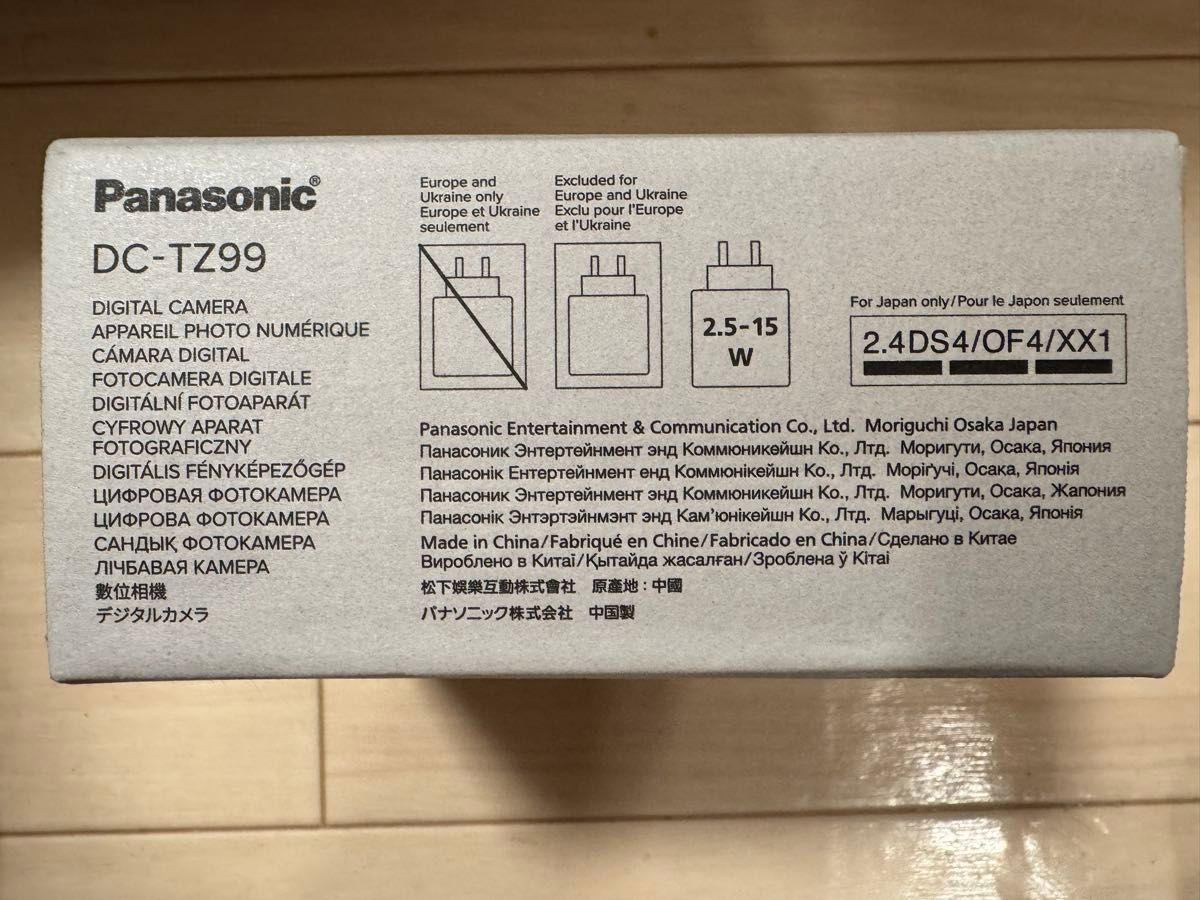 Panasonic®
DC-TZ99
DIGITAL CAMERA
APPAREIL PHOTO NUMÉRIQUE
CÁMARA DIGITAL
FOTOCAMERA DIGITALE
DIGITÁLNÍ FOTOAPARÁT
CYFROWY APARAT
FOTOGRAFICZNY
DIGITÁLIS FÉNYKÉPEZŐGÉP
ЦИФРОВАЯ ФОТОКАМЕРА
ЦИФРОВА ФОТОКАМЕРА
САНДЫҚ ФОТОКАМЕРА
ЛІЧБАВАЯ КАМЕРА
數位相機
デジタルカメラ
Europe and
Ukraine only
Europe et Ukraine
seulement
Excluded for
Europe and Ukraine
Exclu pour l'Europe
et l'Ukraine
2.5-15
W
For Japan only/Pour le Japon seulement
2.4DS4/OF4/XX1
Panasonic Entertainment & Communication Co., Ltd. Moriguchi Osaka Japan
Панасоник Энтертейнмент энд Коммюникейшн Ко., Лтд. Моригути, Осака, Япония
Панасонік Ентертейнмент енд Коммюнікейшн Ко., Лтд. Моріґучі, Осака, Японія
Панасоник Энтертейнмент энд Коммюникейшн Ко., Лтд. Моригути, Осака, Жапония
Панасонік Энтэртэйнмэнт энд Кам'юнікейшн Ко., Лтд. Марыгуці, Осака, Японія
Made in China/Fabriqué en Chine/Fabricado en China/Сделано в Китае
Вироблено в Китаї/Қытайда жасалған/Зроблена ў Кітаі
松下娛樂互動株式會社 原產地：中國
パナソニック株式会社 中国製